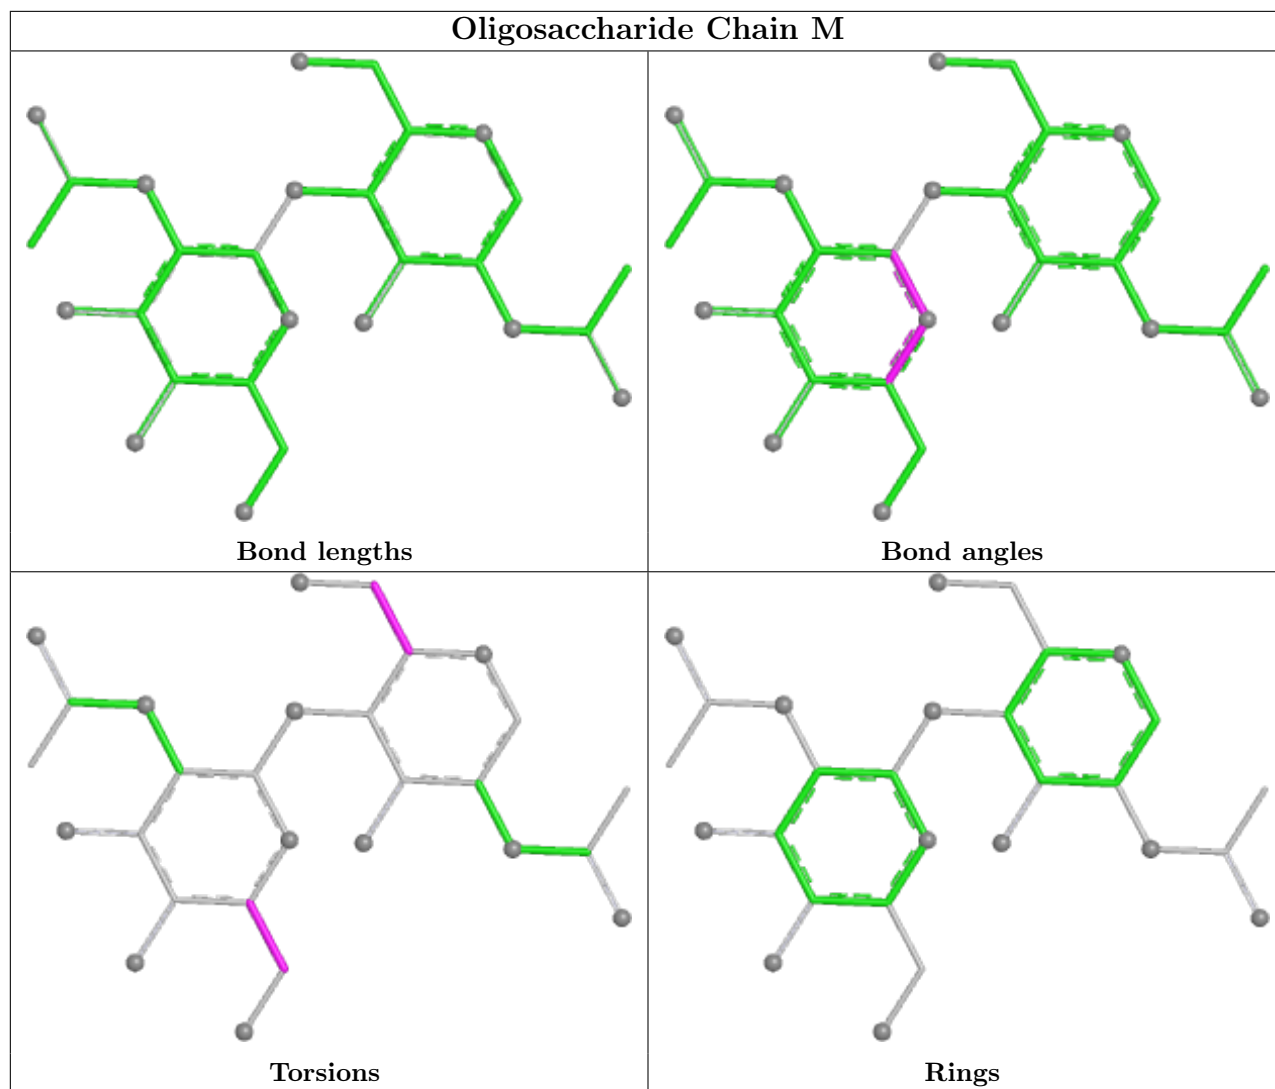 Oligosaccharide Chain M
Bond lengths
Bond angles
Torsions
Rings